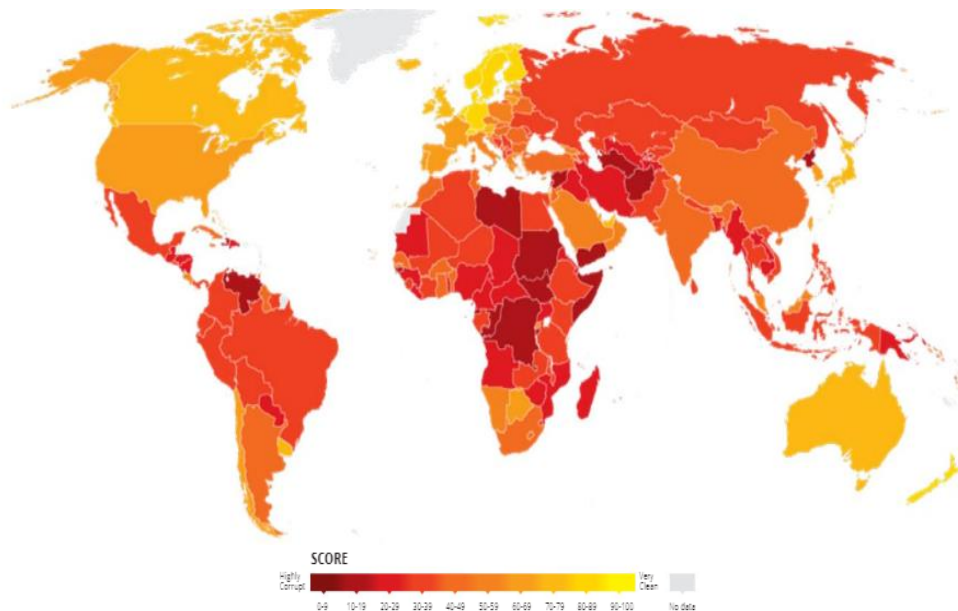 SCORE
Highly Corrupt
Very Clean
0-9 10-19 20-29 30-39 40-49 50-59 60-69 70-79 80-89 90-100 No data